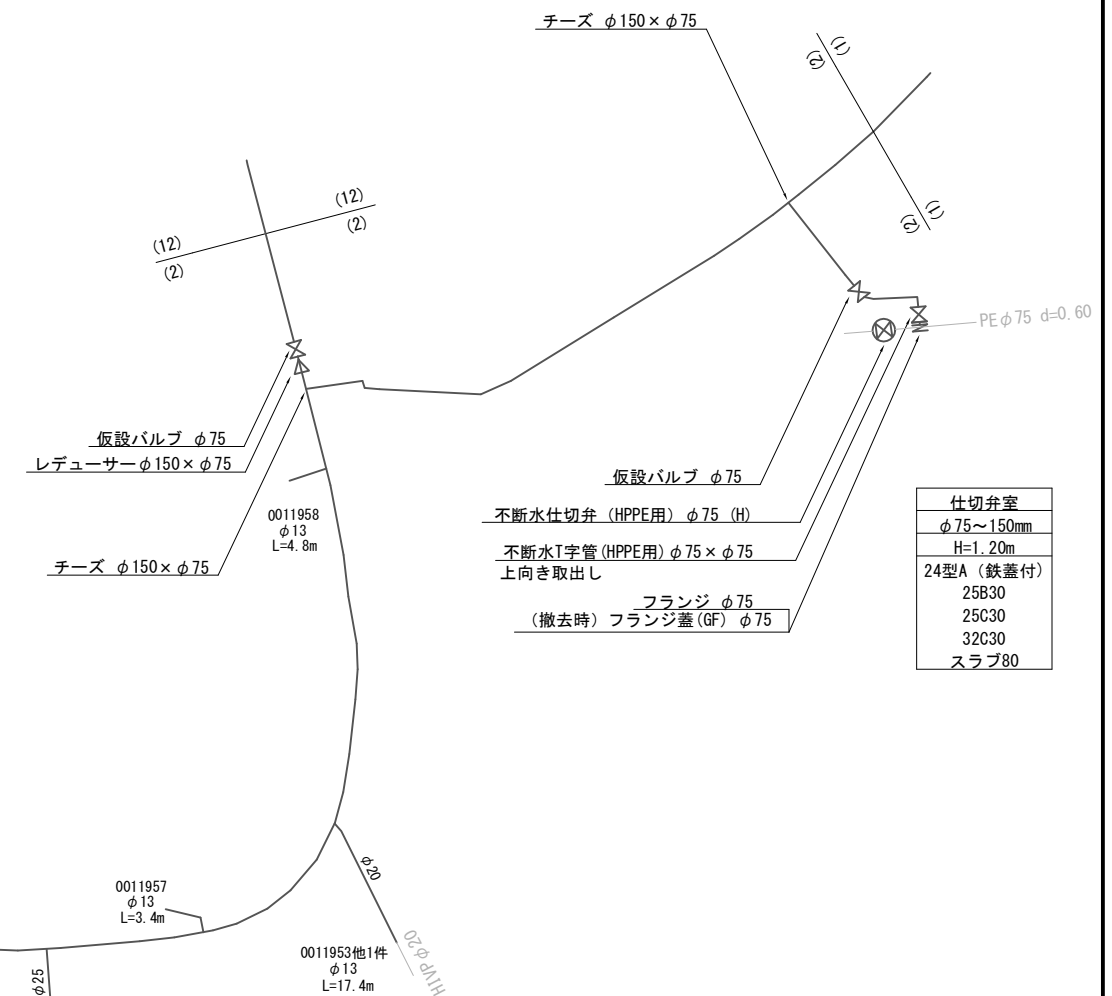 チーズ φ150×φ75
(1)
(2)
(12)
(12)
(2)
(2)
(1)
(2)
PEφ75 d=0.60
仮設バルブ φ75
レデューサーφ150×φ75
仮設バルブ φ75
0011958
φ13
L=4.8m
チーズ φ150×φ75
不断水仕切弁（HPPE用）φ75 (H)
不断水T字管(HPPE用)φ75×φ75
上向き取出し
フランジ φ75
（撤去時）フランジ蓋(GF) φ75
仕切弁室
φ75～150mm
H=1.20m
24型A（鉄蓋付）
25B30
25C30
32C30
スラブ80
φ20
0011957
φ13
L=3.4m
0011953他1件
φ13
L=17.4m
HIVPφ20
φ25